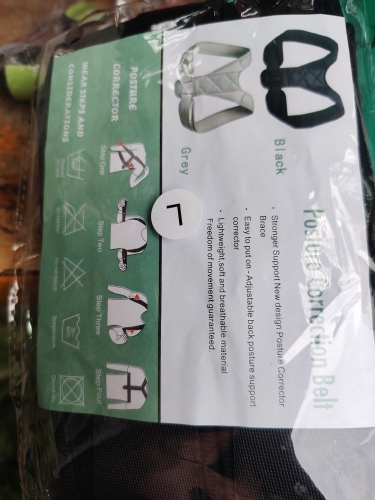 Posture Correction Belt
Black
Grey
• Stronger Support New design Posture Corrector
Brace
• Easy to put on - Adjustable back posture support
corrector
• Lightweight,soft and breathable material
Freedom of movement guaranteed.
L
POSTURE
CORRECTOR
Step One
Step Two
Step Three
Step Four
WEAR STEPS AND
CONSIDERATIONS